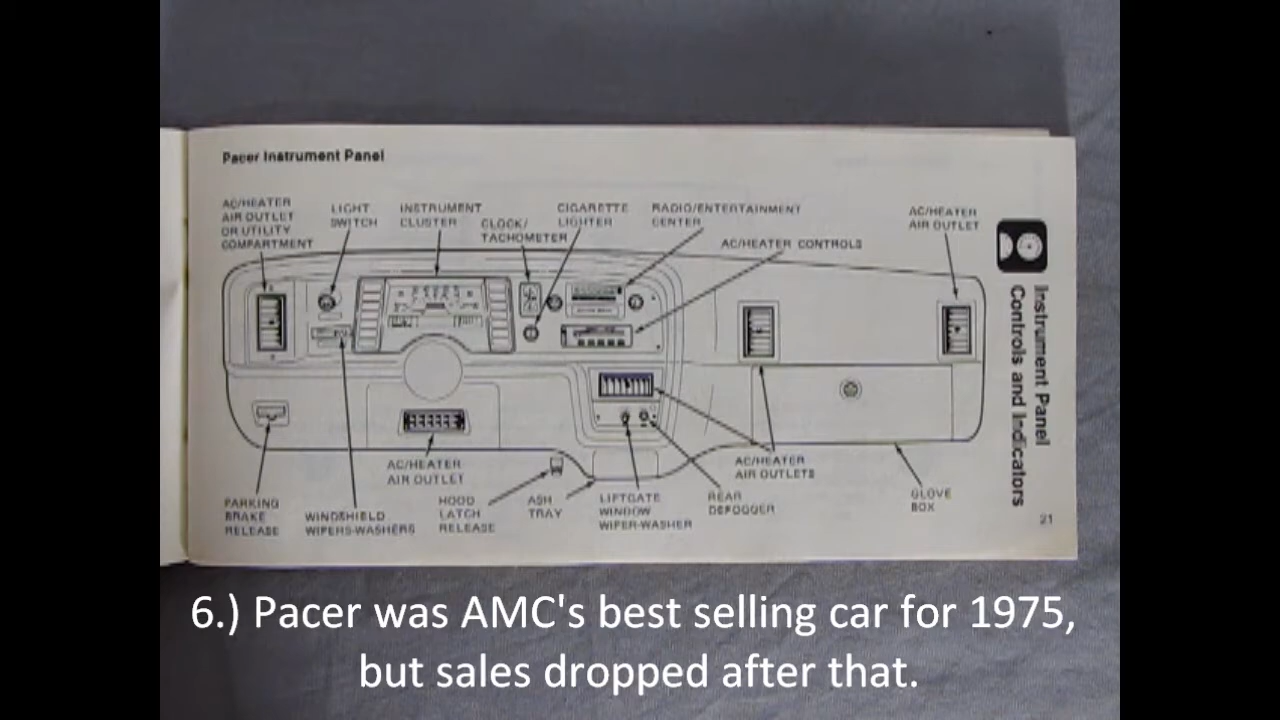 Pacer Instrument Panel
AC/HEATER
AIR OUTLET
OR UTILITY
COMPARTMENT
LIGHT
SWITCH
INSTRUMENT
CLUSTER
CLOCK/
TACHOMETER
CIGARETTE
LIGHTER
RADIO/ENTERTAINMENT
CENTER
AC/HEATER CONTROLS
AC/HEATER
AIR OUTLET
Instrument Panel
Controls and Indicators
PARKING
BRAKE
RELEASE
WINDSHIELD
WIPERS-WASHERS
AC/HEATER
AIR OUTLET
HOOD
LATCH
RELEASE
ASH
TRAY
LIFTGATE
WINDOW
WIPER-WASHER
REAR
DEFOGGER
AC/HEATER
AIR OUTLETS
GLOVE
BOX
21
6.) Pacer was AMC's best selling car for 1975,
but sales dropped after that.